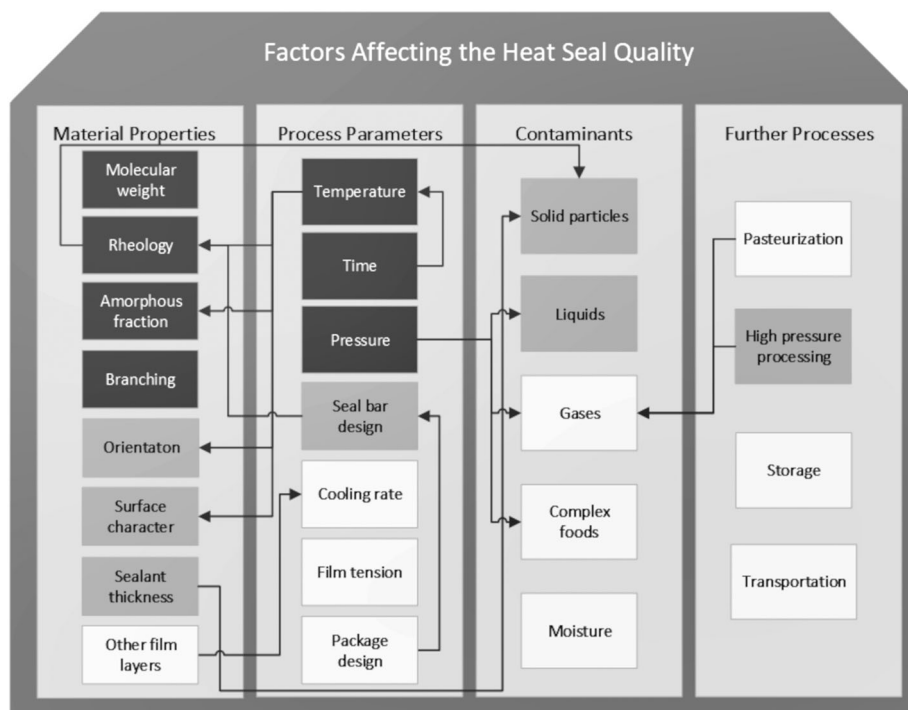 Factors Affecting the Heat Seal Quality
Material Properties
Molecular
weight
Rheology
Amorphous
fraction
Branching
Orientaton
Surface
character
Sealant
thickness
Other film
layers
Process Parameters
Temperature
Time
Pressure
Seal bar
design
Cooling rate
Film tension
Package
design
Contaminants
Solid particles
Liquids
Gases
Complex
foods
Moisture
Further Processes
Pasteurization
High pressure
processing
Storage
Transportation